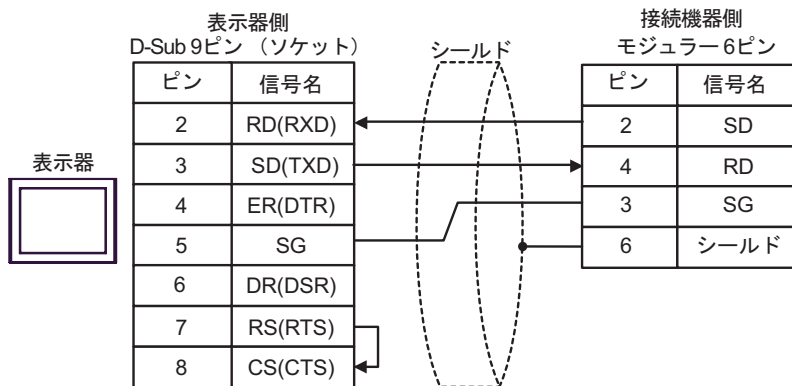 表示器側
D-Sub 9ピン （ソケット）
ピン 信号名
2 RD(RXD)
3 SD(TXD)
4 ER(DTR)
5 SG
6 DR(DSR)
7 RS(RTS)
8 CS(CTS)
表示器
シールド
接続機器側
モジュラー 6ピン
ピン 信号名
2 SD
4 RD
3 SG
6 シールド